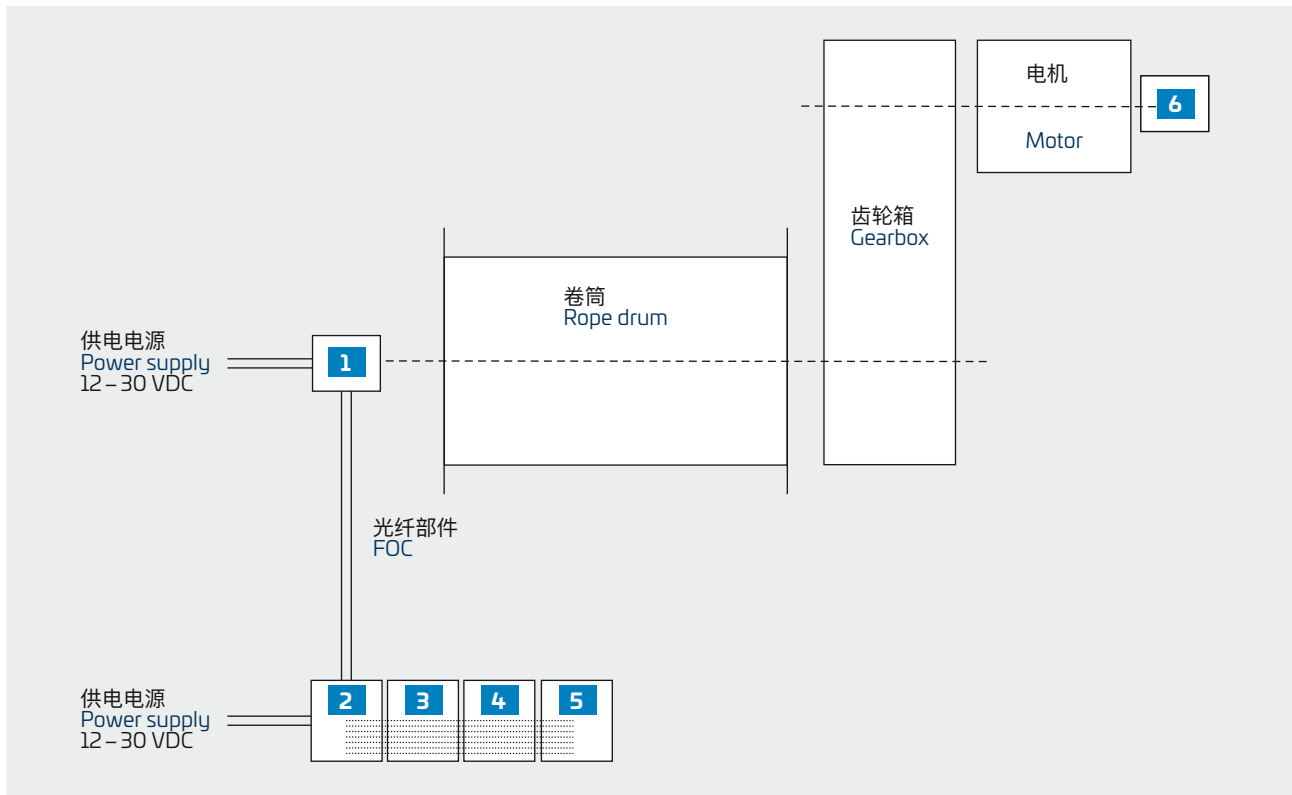 电机
Motor
6
齿轮箱
Gearbox
卷筒
Rope drum
供电电源
Power supply
12–30 VDC
1
光纤部件
FOC
供电电源
Power supply
12–30 VDC
2
3
4
5